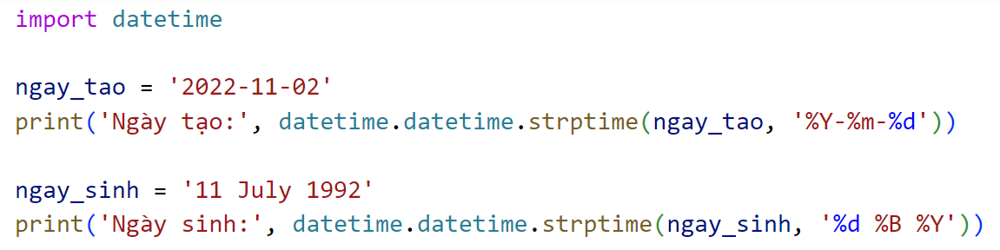 import datetime
ngay_tao = '2022-11-02'
print('Ngày tạo:', datetime.datetime.strptime(ngay_tao, '%Y-%m-%d'))
ngay_sinh = '11 July 1992'
print('Ngày sinh:', datetime.datetime.strptime(ngay_sinh, '%d %B %Y'))